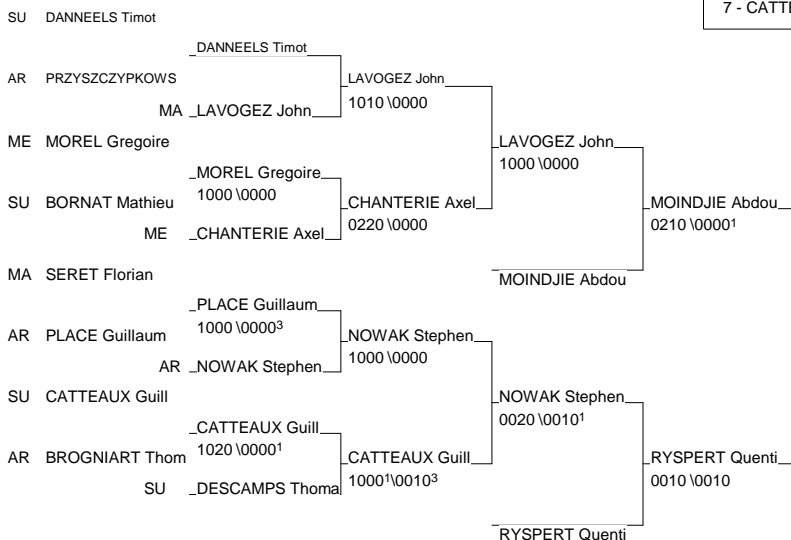 7 - CATTE
SU DANNEELS Timot
DANNEELS Timot
AR PRZYSZCZYPKOWS
LAVOGEZ John
1010 \0000
MA LAVOGEZ John
ME MOREL Gregoire
LAVOGEZ John
1000 \0000
MOREL Gregoire
1000 \0000
SU BORNAT Mathieu
CHANTERIE Axel
0220 \0000
MOINDJIE Abdou
0210 \0000¹
ME CHANTERIE Axel
MA SERET Florian
MOINDJIE Abdou
PLACE Guillaum
1000 \0000³
AR PLACE Guillaum
NOWAK Stephen
1000 \0000
AR NOWAK Stephen
SU CATTEAUX Guill
NOWAK Stephen
0020 \0010¹
CATTEAUX Guill
1020 \0000¹
AR BROGNIART Thom
CATTEAUX Guill
1000¹\0010³
RYSPERT Quenti
0010 \0010
SU DESCAMPS Thoma
RYSPERT Quenti